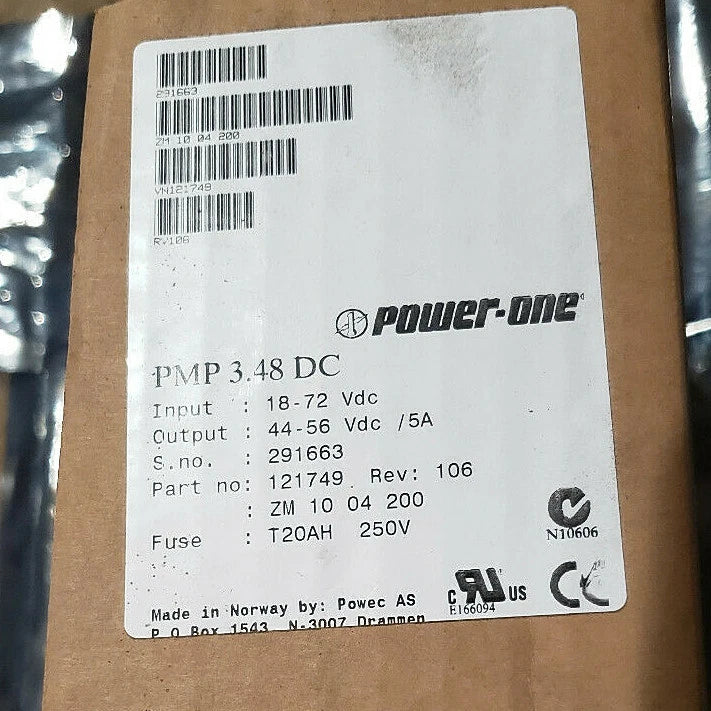 291663
ZM 10 04 200
VN121749
RV106
POWER-ONE
PMP 3.48 DC
Input : 18-72 Vdc
Output : 44-56 Vdc /5A
S.no. : 291663
Part no: 121749 Rev: 106
: ZM 10 04 200
Fuse : T20AH 250V
N10606
C RU US
E166094
CE
Made in Norway by: Powec AS
P.O Box 1543 N-3007 Drammen